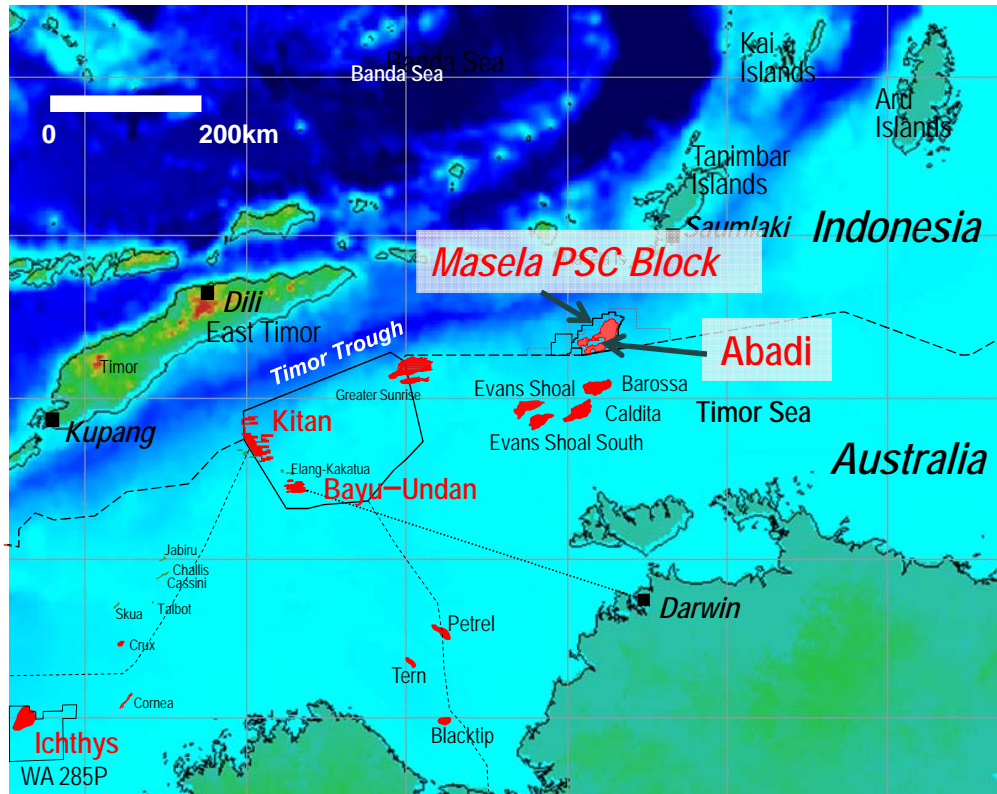 Banda Sea
Banda Sea
Kai
Islands
Aru
Islands
0 200km
Tanimbar
Islands
Saumlaki
Indonesia
Masela PSC Block
Dili
East Timor
Timor Trough
Abadi
Timor
Greater Sunrise
Evans Shoal
Barossa
Caldita
Timor Sea
Kitan
Kupang
Evans Shoal South
Australia
Elang-Kakatua
Bayu-Undan
Jabiru
Challis
Cassini
Skua
Talbot
Darwin
Petrel
Crux
Tern
Cornea
Blacktip
Ichthys
WA 285P